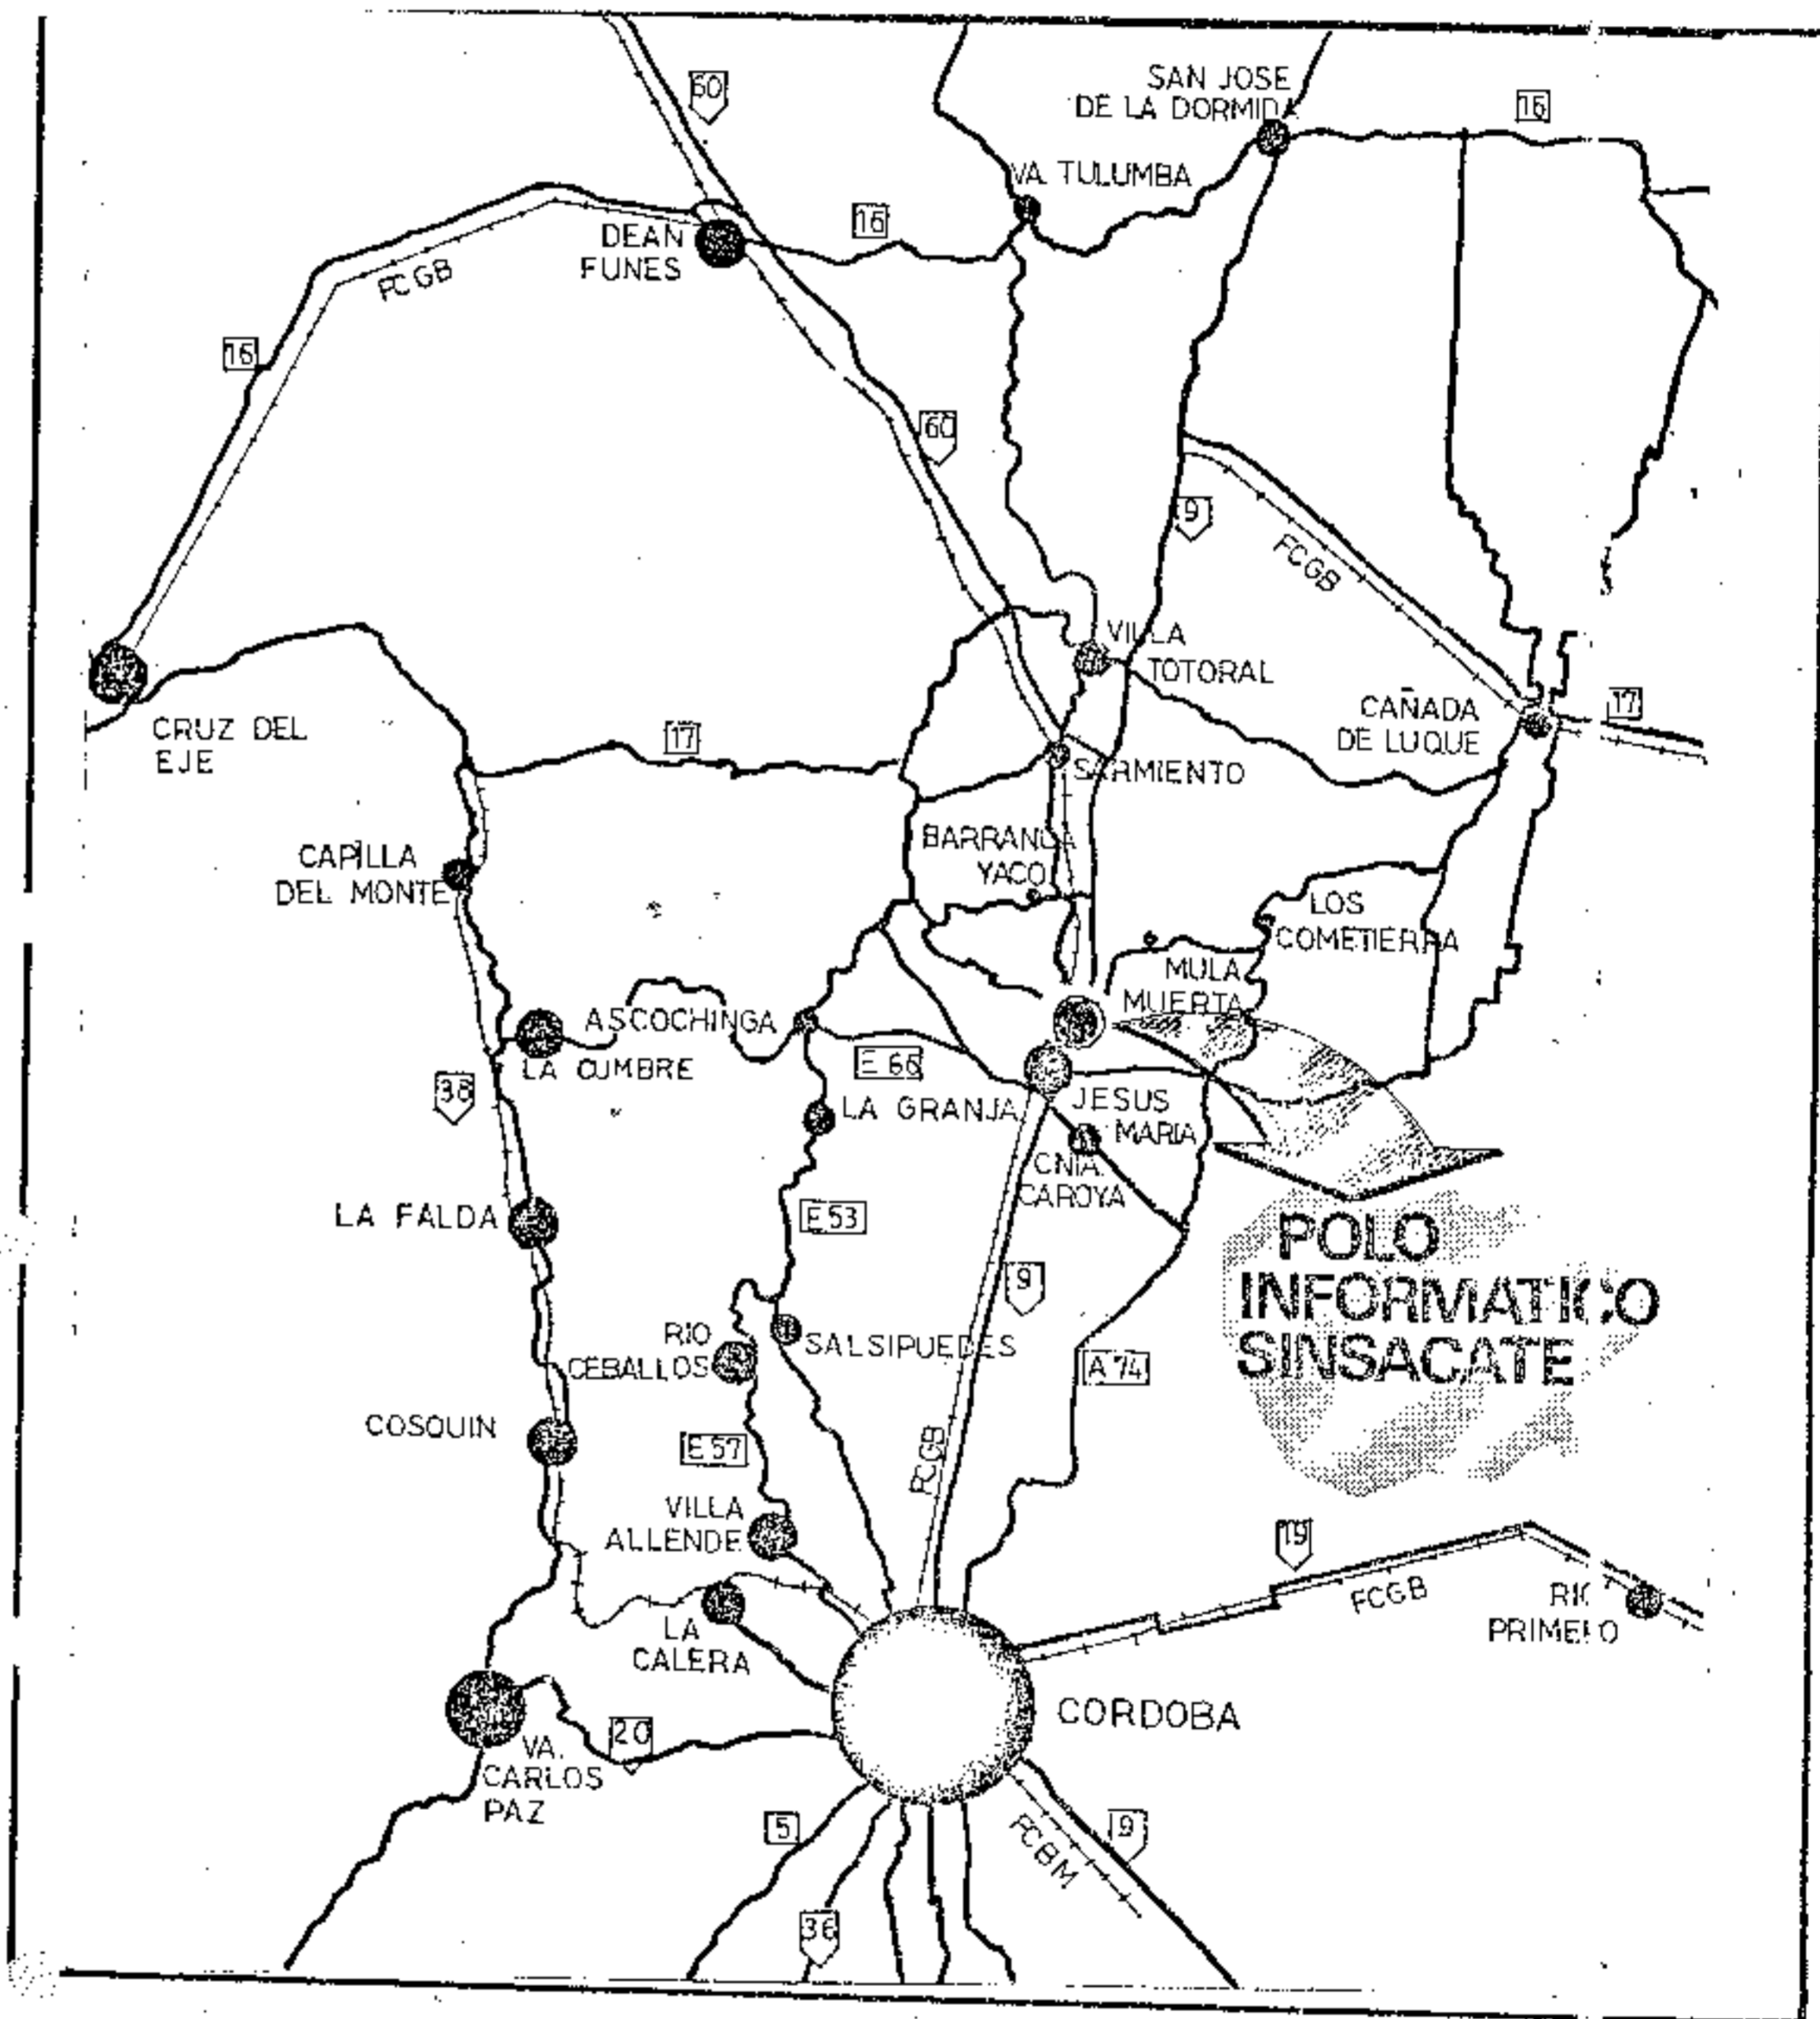 60
SAN JOSE
DE LA DORMIDA
16
VA. TULUMBA
16
DEAN
FUNES
FCGB
16
60
9
FCGB
VILLA
TOTORAL
CRUZ DEL
EJE
17
CAÑADA
DE LUQUE
17
SARMIENTO
BARRANCA
YACO
CAPILLA
DEL MONTE
LOS
COMETIERRA
MULA
MUERTA
ASCOCHINGA
LA CUMBRE
E 66
38
LA GRANJA
JESUS
MARIA
CNIA.
CAROYA
LA FALDA
E 53
POLO
INFORMATICO
SINSACATE
9
RIO
CEBALLOS
SALSIPUEDES
A 74
COSQUIN
E 57
FCGB
VILLA
ALLENDE
19
FCGB
RIO
PRIMERO
LA
CALERA
CORDOBA
20
VA.
CARLOS
PAZ
5
FCBM
9
36